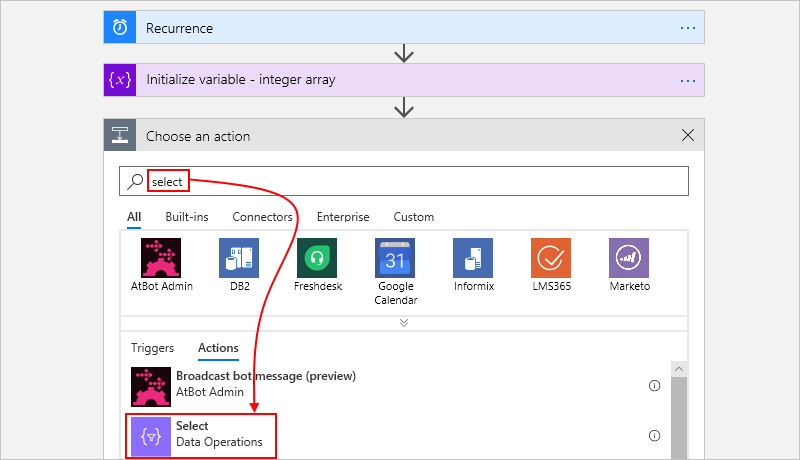 Recurrence
Initialize variable - integer array
Choose an action
select
All Built-ins Connectors Enterprise Custom
AtBot Admin DB2 Freshdesk Google Calendar Informix LMS365 Marketo
Triggers Actions
Broadcast bot message (preview)
AtBot Admin
Select
Data Operations